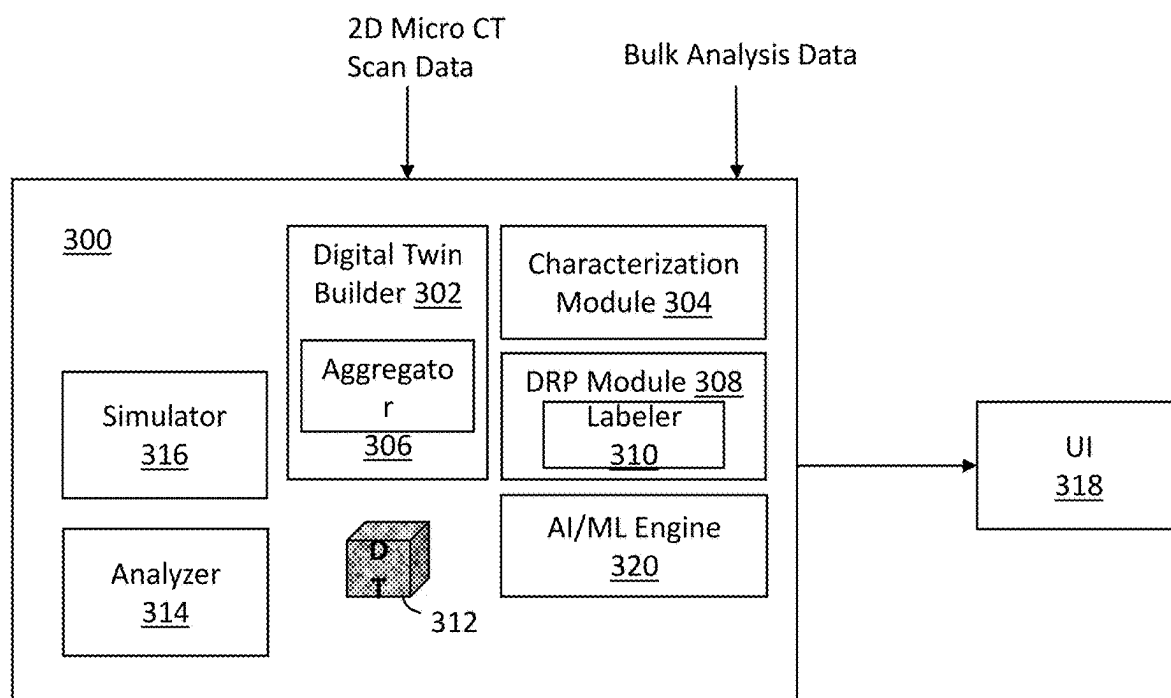 2D Micro CT
Scan Data
Bulk Analysis Data
300
Digital Twin
Builder 302
Aggregato
r
306
Characterization
Module 304
DRP Module 308
Labeler
310
Simulator
316
AI/ML Engine
320
Analyzer
314
D
T
312
UI
318